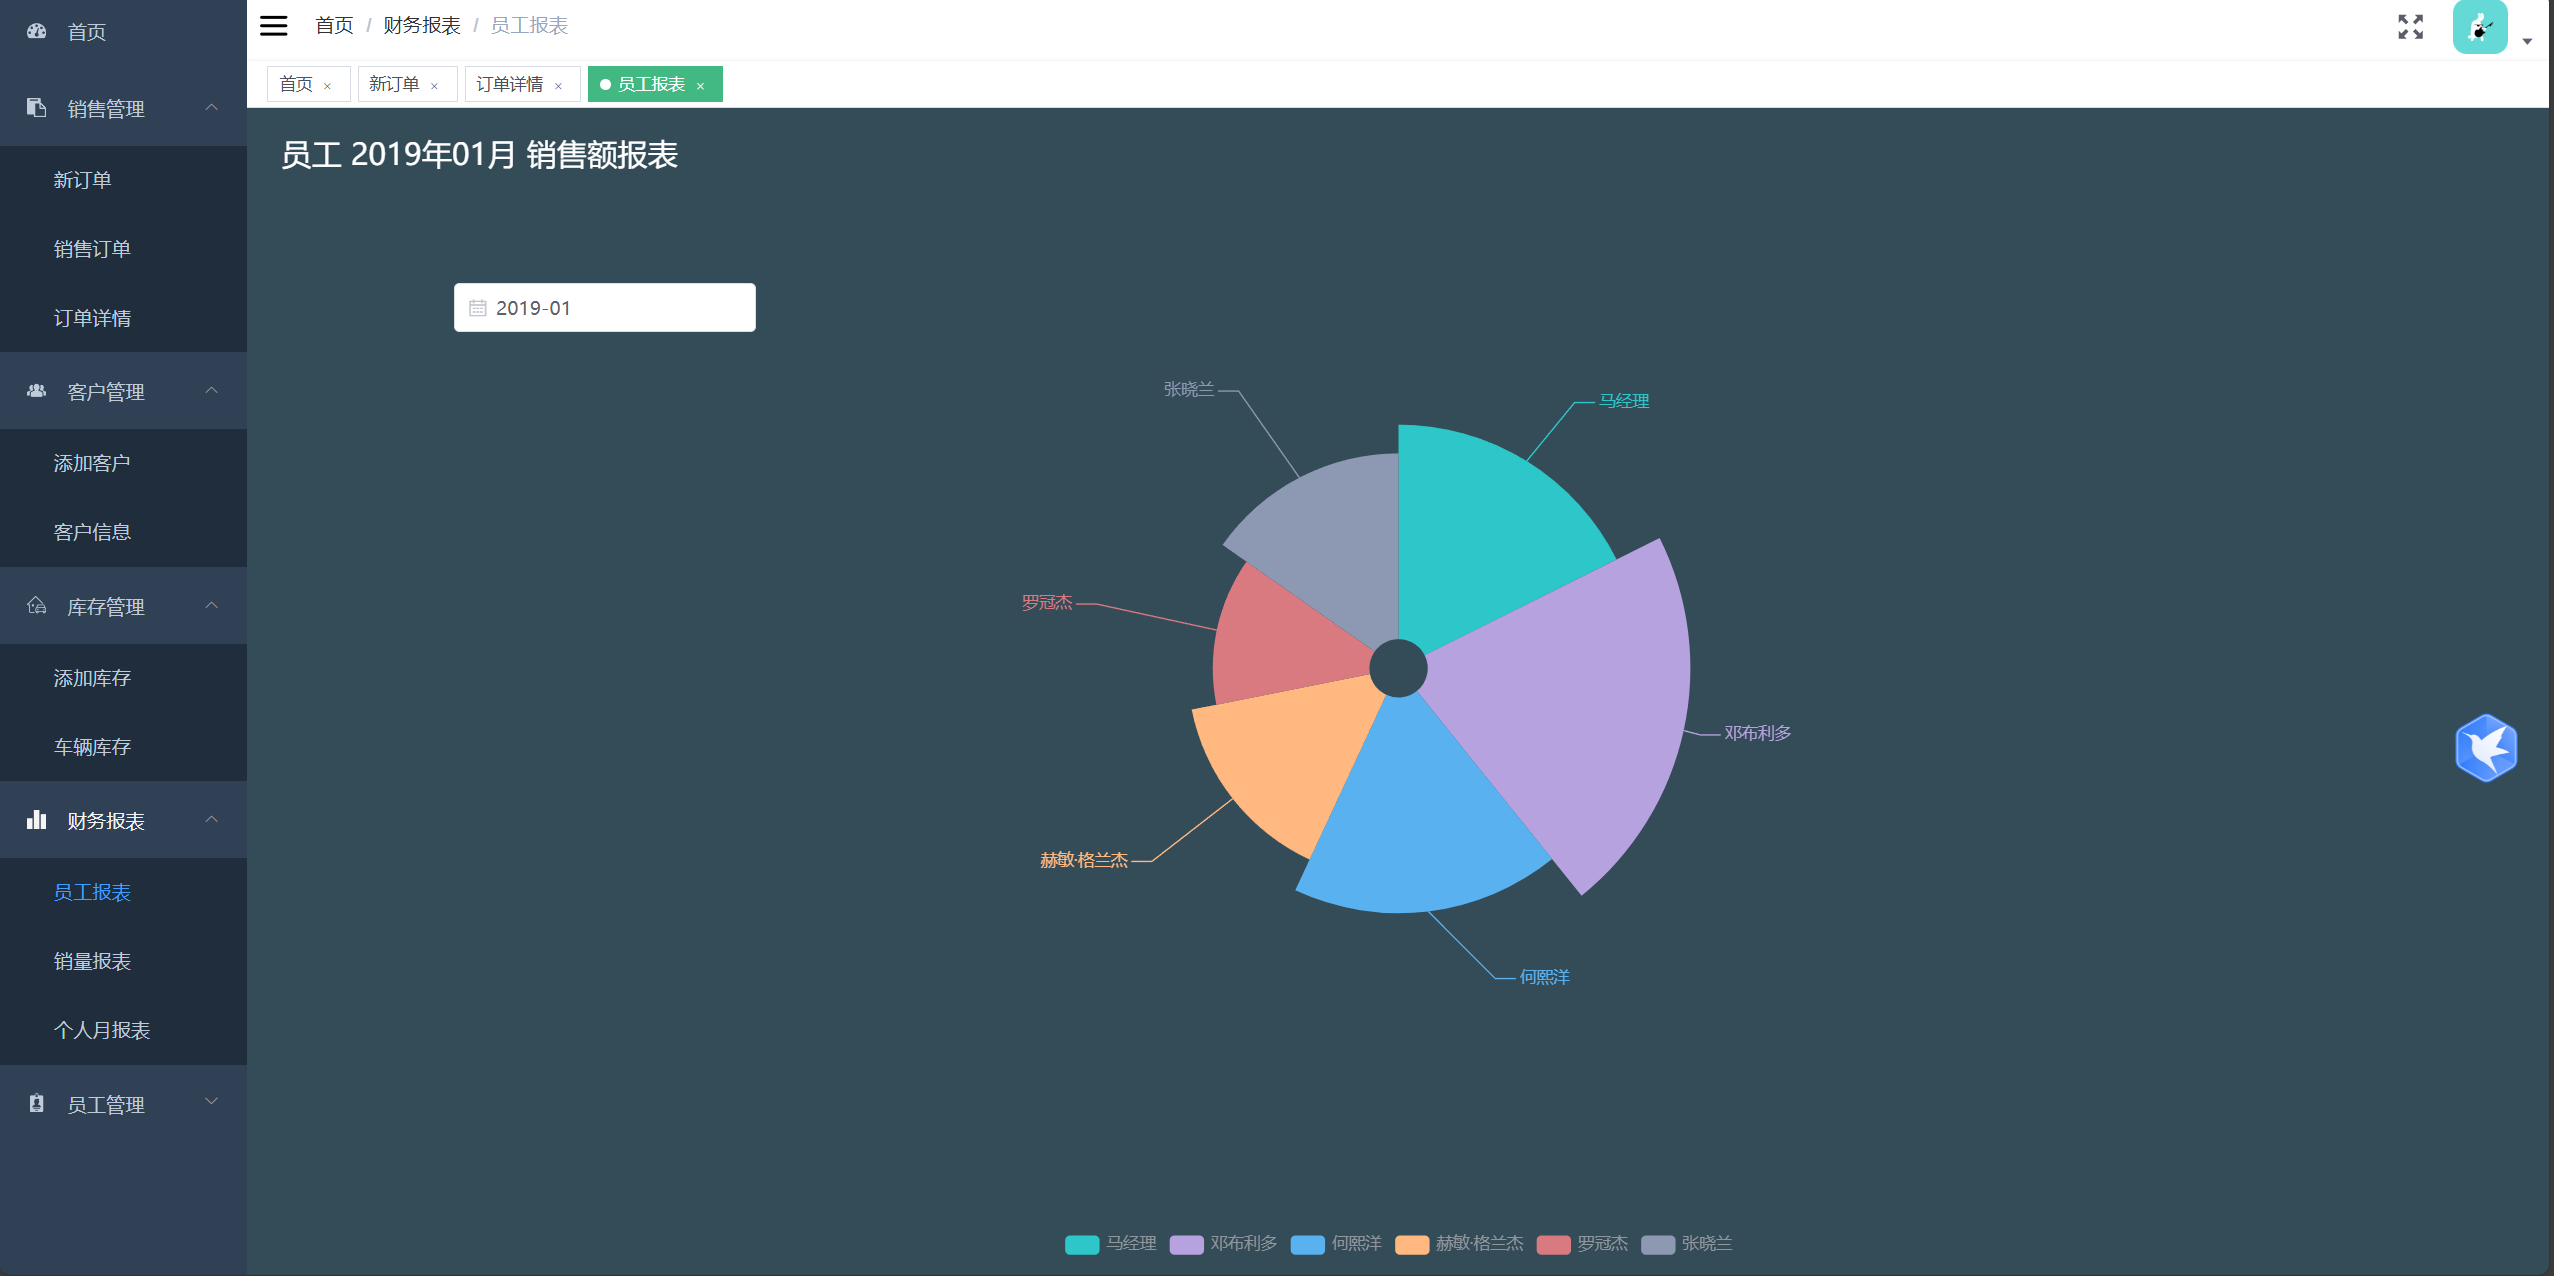 首页
销售管理
新订单
销售订单
订单详情
客户管理
添加客户
客户信息
库存管理
添加库存
车辆库存
财务报表
员工报表
销量报表
个人月报表
员工管理
首页 / 财务报表 / 员工报表
首页 × 新订单 × 订单详情 × 员工报表 ×
员工 2019年01月 销售额报表
2019-01
张晓兰
马经理
罗冠杰
邓布利多
赫敏·格兰杰
何熙洋
马经理 邓布利多 何熙洋 赫敏·格兰杰 罗冠杰 张晓兰